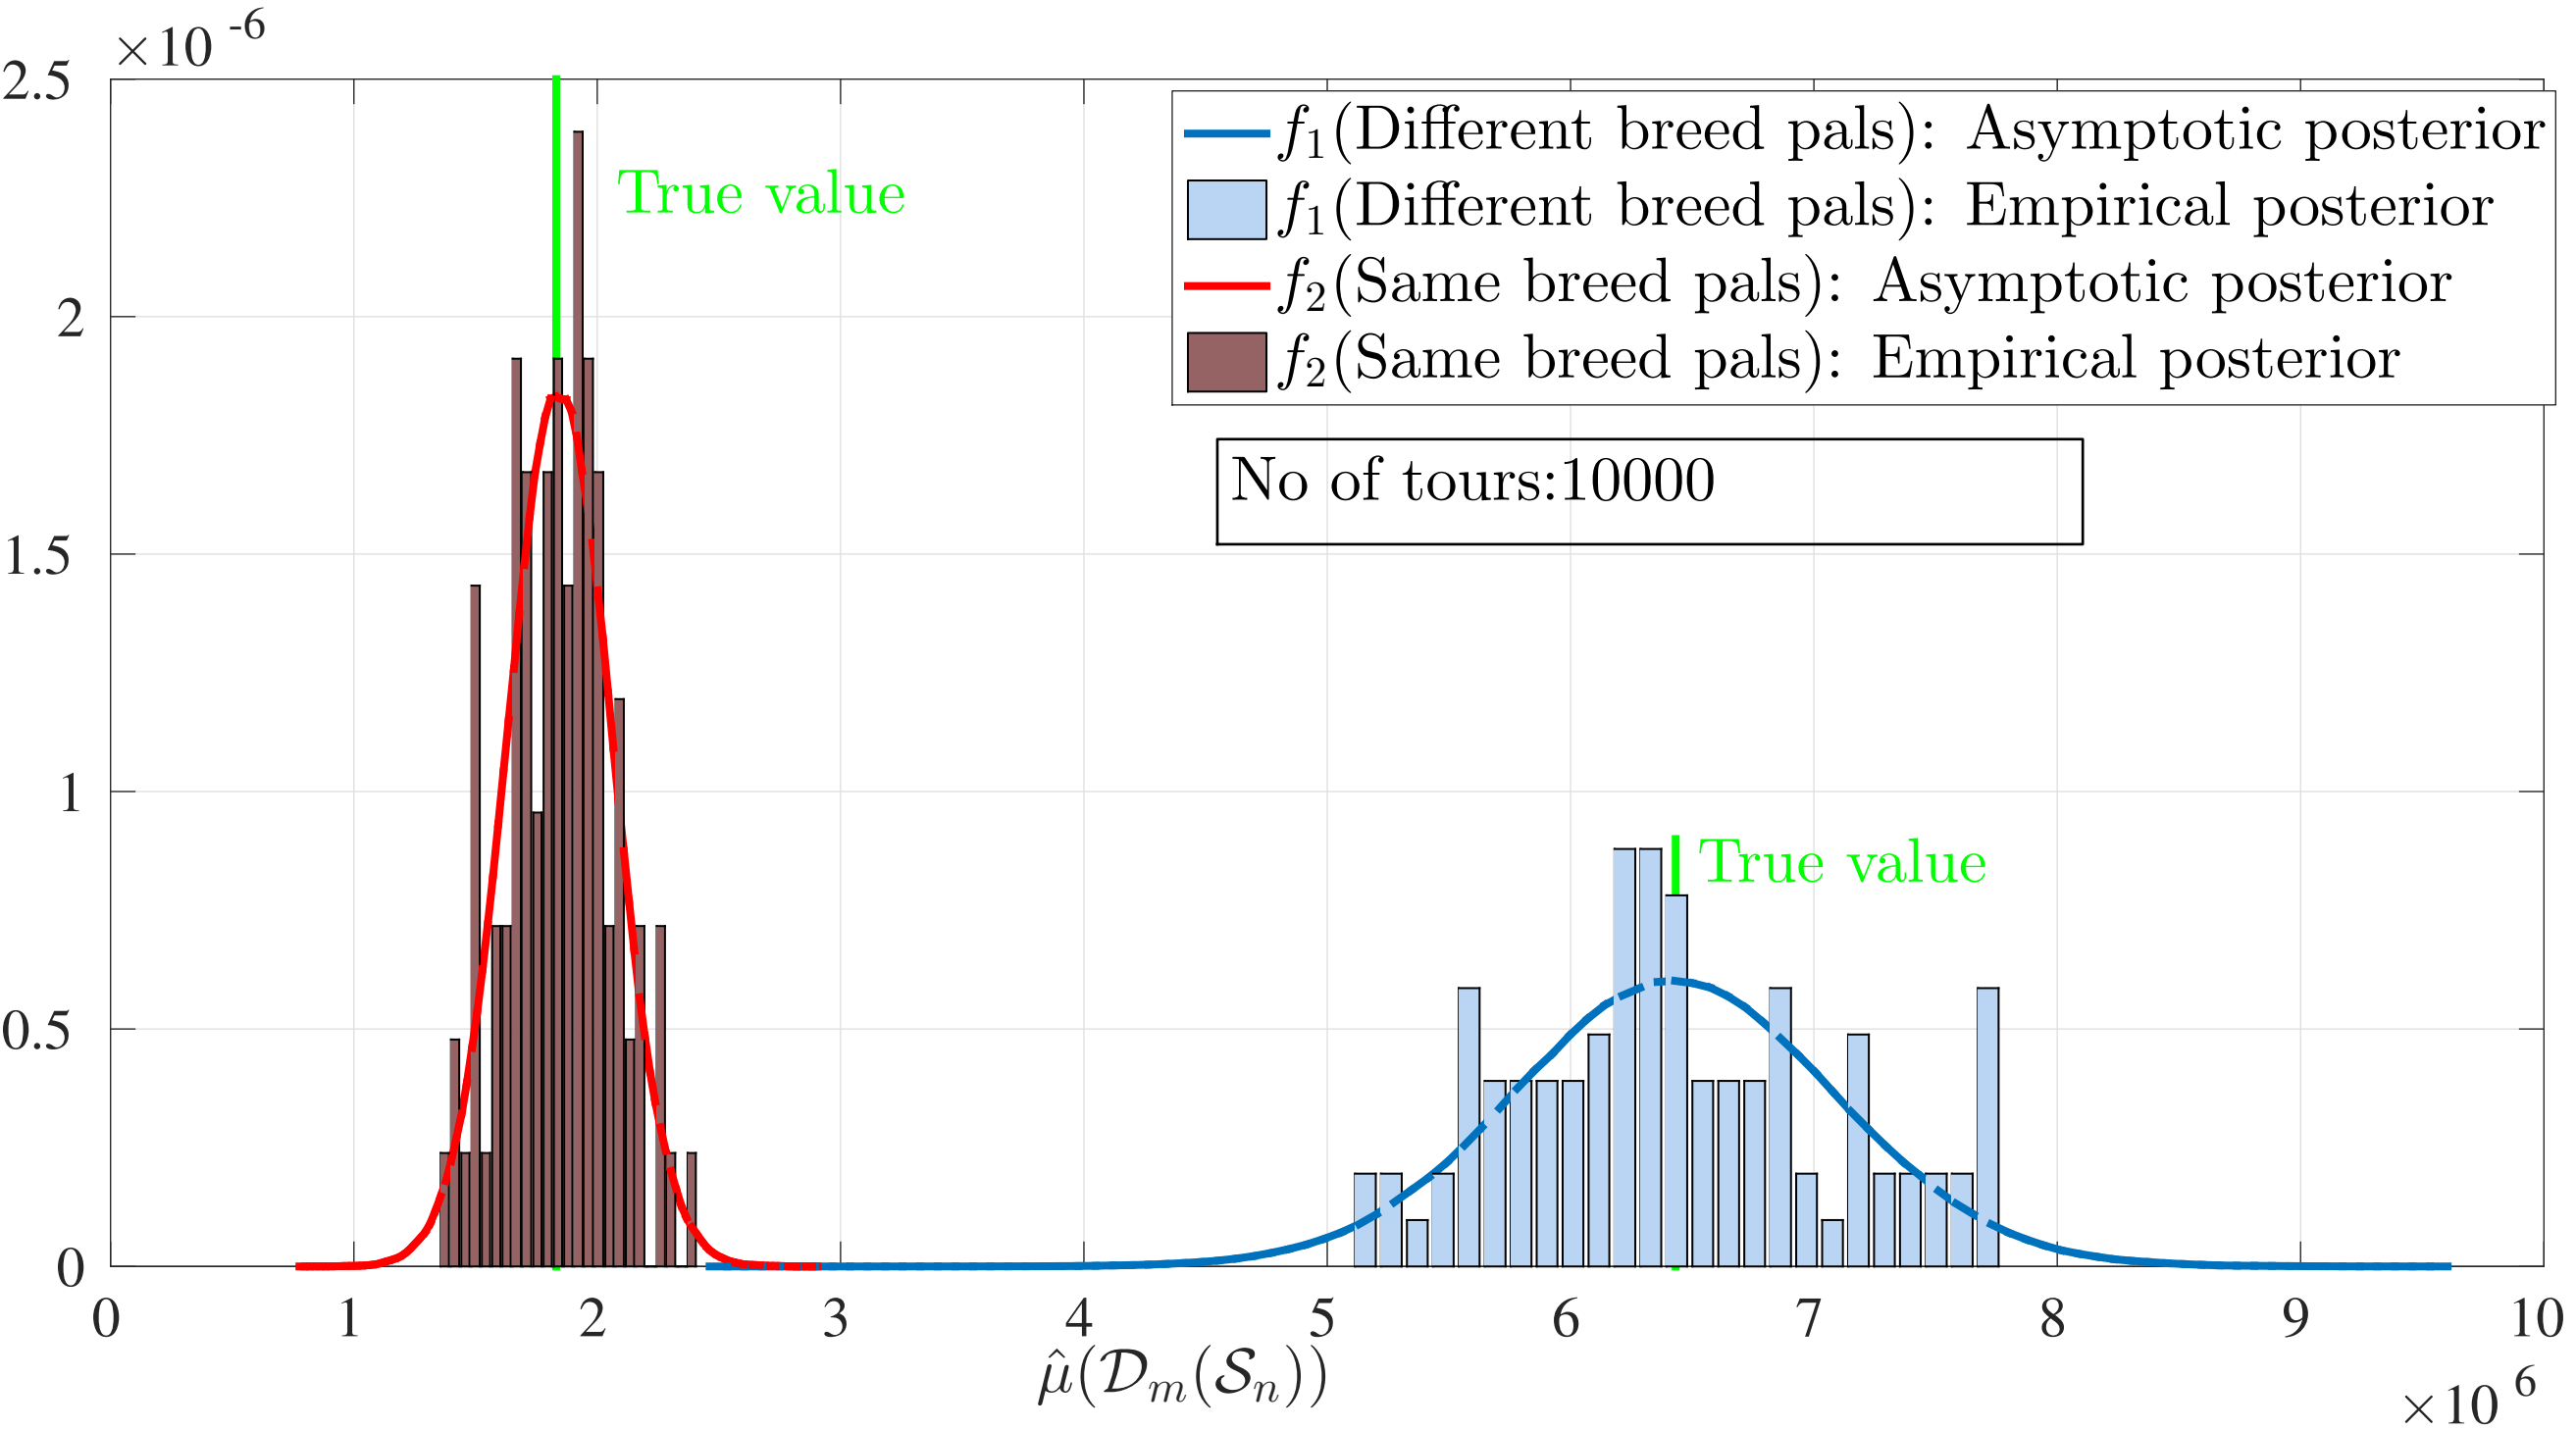 ×10 -6
2.5
2
1.5
1
0.5
0
True value
f₁(Different breed pals): Asymptotic posterior
f₁(Different breed pals): Empirical posterior
f₂(Same breed pals): Asymptotic posterior
f₂(Same breed pals): Empirical posterior
No of tours:10000
True value
0 1 2 3 4 5 6 7 8 9 10
μ̂(𝒟ₘ(𝒮ₙ))
×10 6